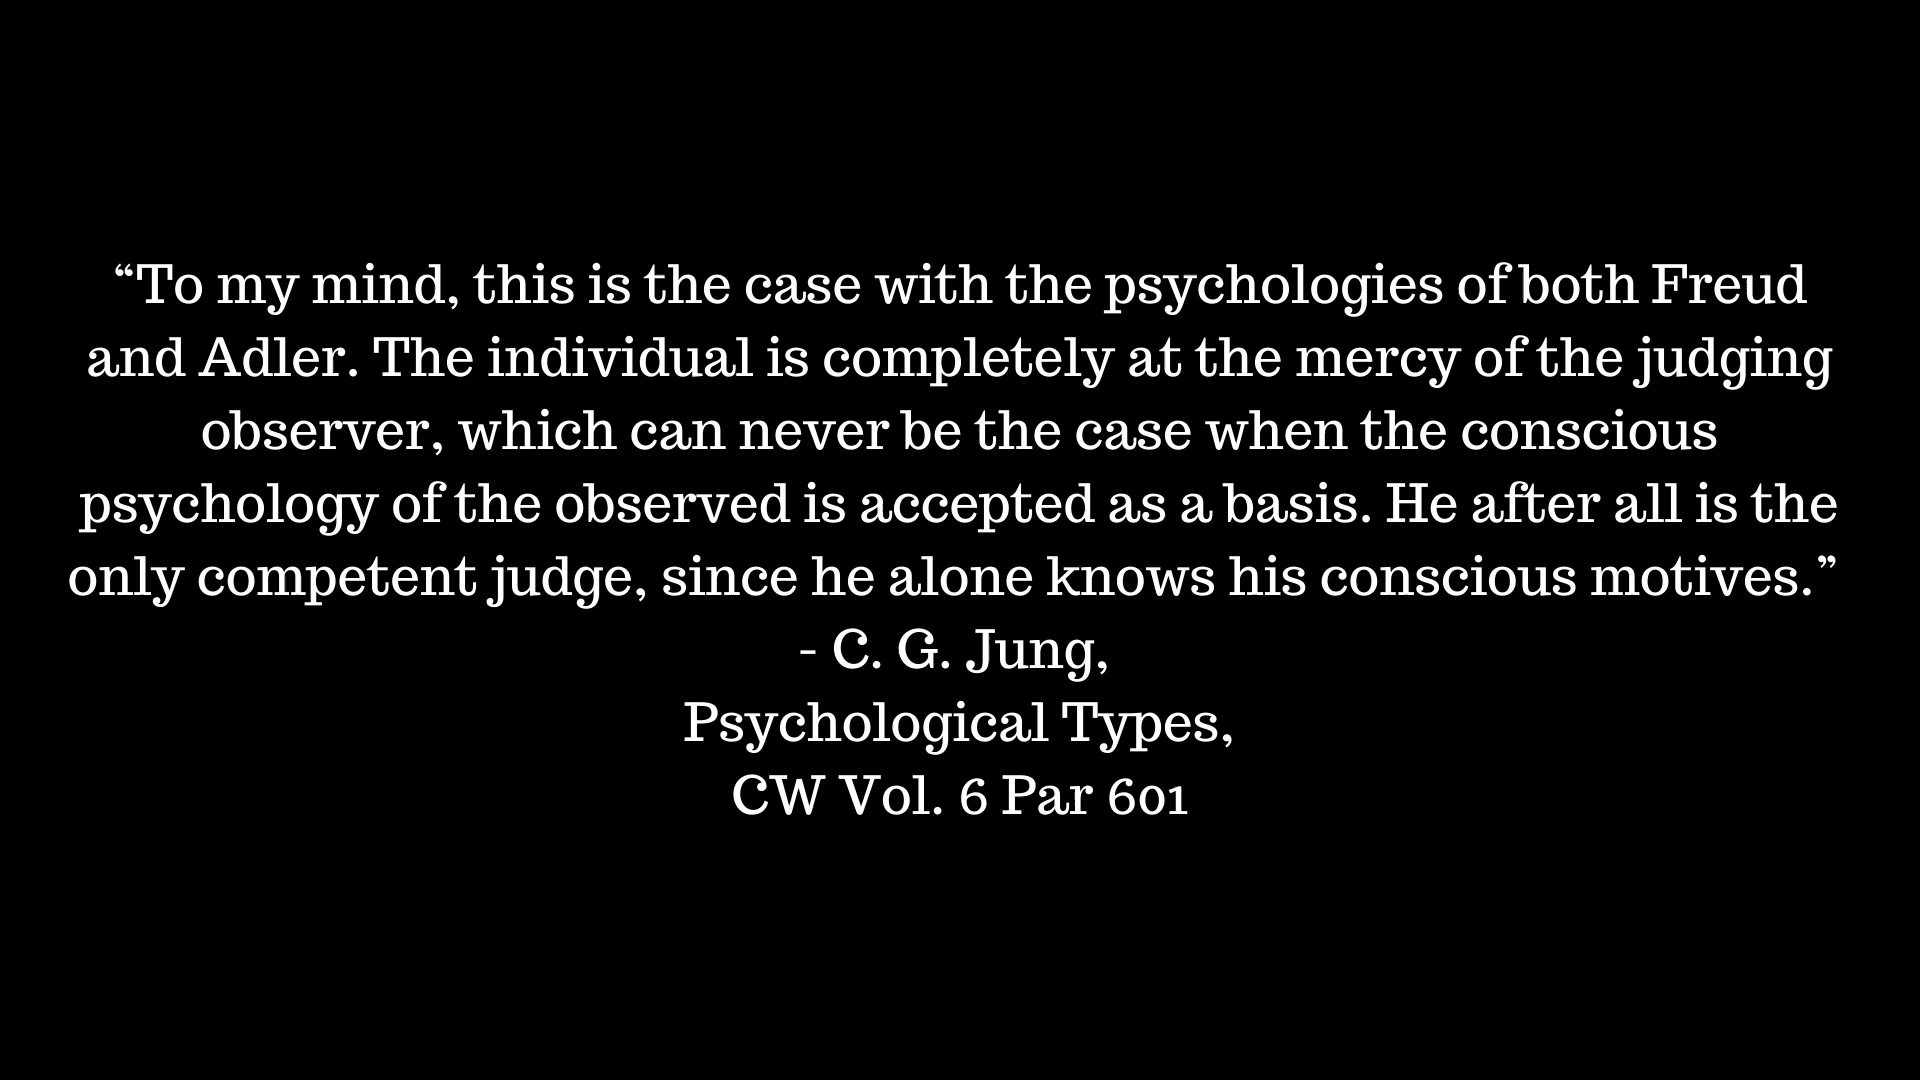 “To my mind, this is the case with the psychologies of both Freud
and Adler. The individual is completely at the mercy of the judging
observer, which can never be the case when the conscious
psychology of the observed is accepted as a basis. He after all is the
only competent judge, since he alone knows his conscious motives.”
- C. G. Jung,
Psychological Types,
CW Vol. 6 Par 601